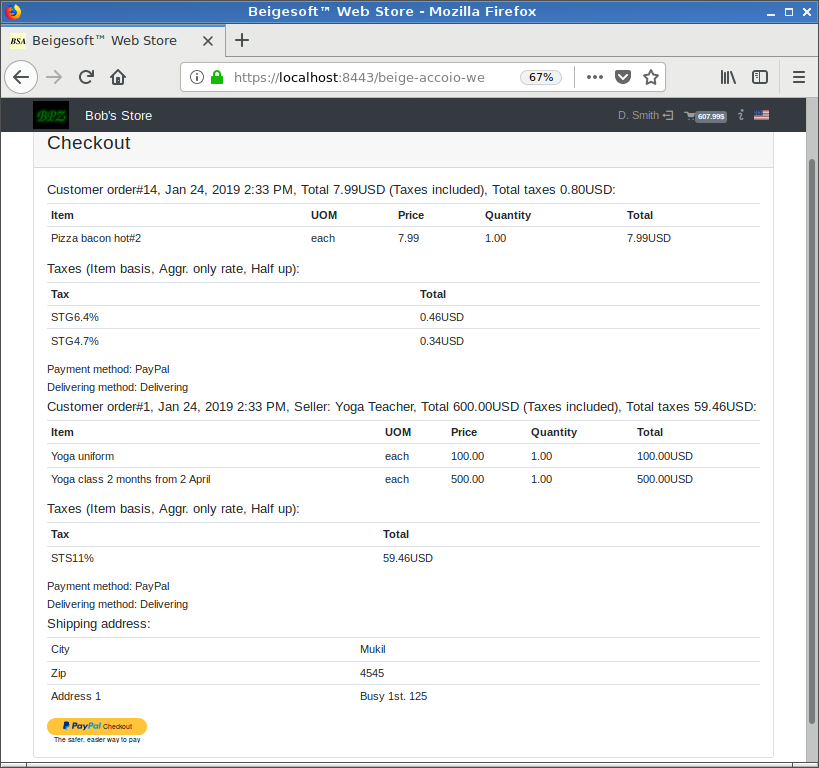 Beigesoft™ Web Store - Mozilla Firefox
BSA Beigesoft™ Web Store
https://localhost:8443/beige-accoio-we 67%
BPZ Bob's Store D. Smith 607.99$
Checkout
Customer order#14, Jan 24, 2019 2:33 PM, Total 7.99USD (Taxes included), Total taxes 0.80USD:
Item UOM Price Quantity Total
Pizza bacon hot#2 each 7.99 1.00 7.99USD
Taxes (Item basis, Aggr. only rate, Half up):
Tax Total
STG6.4% 0.46USD
STG4.7% 0.34USD
Payment method: PayPal
Delivering method: Delivering
Customer order#1, Jan 24, 2019 2:33 PM, Seller: Yoga Teacher, Total 600.00USD (Taxes included), Total taxes 59.46USD:
Item UOM Price Quantity Total
Yoga uniform each 100.00 1.00 100.00USD
Yoga class 2 months from 2 April each 500.00 1.00 500.00USD
Taxes (Item basis, Aggr. only rate, Half up):
Tax Total
STS11% 59.46USD
Payment method: PayPal
Delivering method: Delivering
Shipping address:
City Mukil
Zip 4545
Address 1 Busy 1st. 125
PayPal Checkout
The safer, easier way to pay